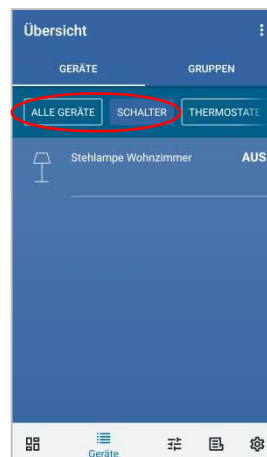 Übersicht
GERÄTE GRUPPEN
ALLE GERÄTE SCHALTER THERMOSTATE
Stehlampe Wohnzimmer AUS
Geräte